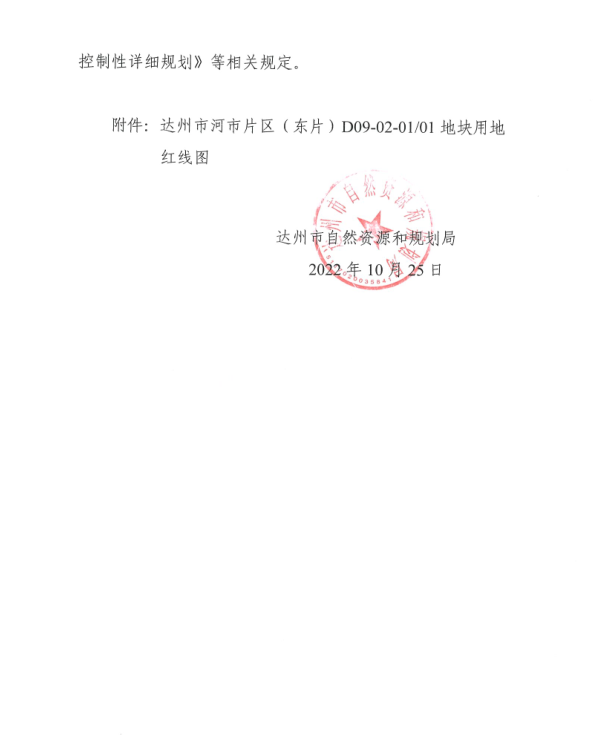 控制性详细规划》等相关规定。
附件：达州市河市片区（东片）D09-02-01/01 地块用地
红线图
达州市自然资源和规划局
2022 年 10 月 25 日